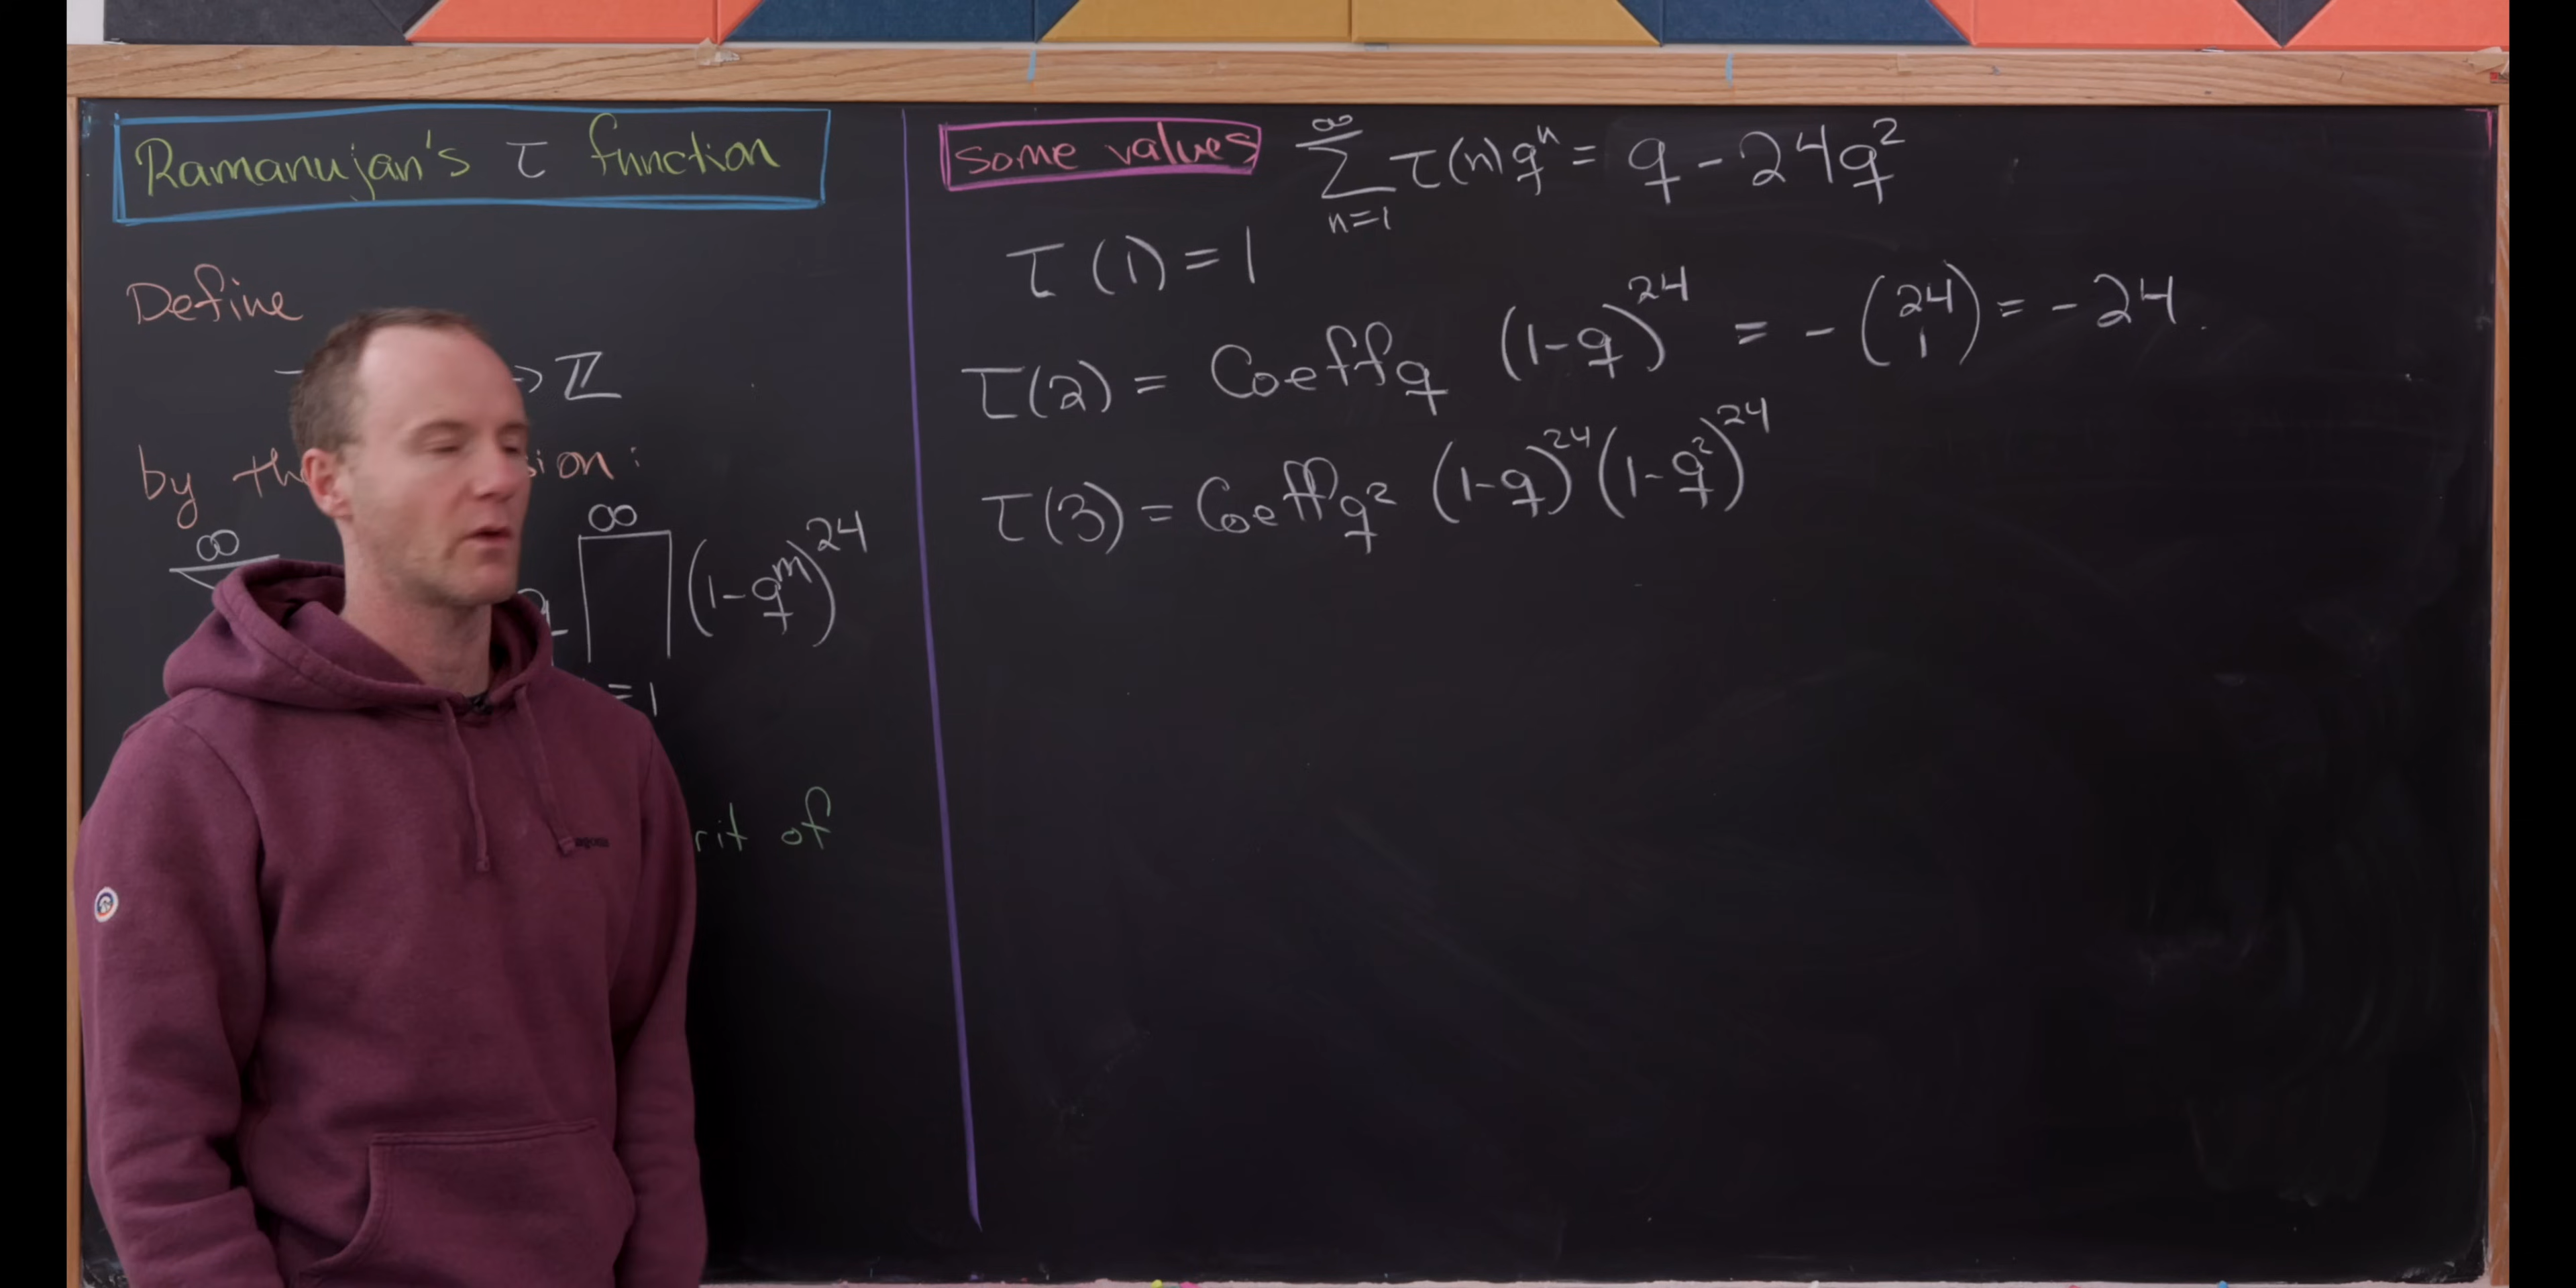 Ramanujan's τ function
Define
→ ℤ
by the sion:
∞ ∞
q ∏ (1-q^m)^24
=1
rit of
Some values ∑_{n=1}^∞ τ(n)q^n = q - 24q^2
τ(1) = 1
τ(2) = Coeff_q (1-q)^24 = -(24 1) = -24.
τ(3) = Coeff_q^2 (1-q)^24 (1-q^2)^24